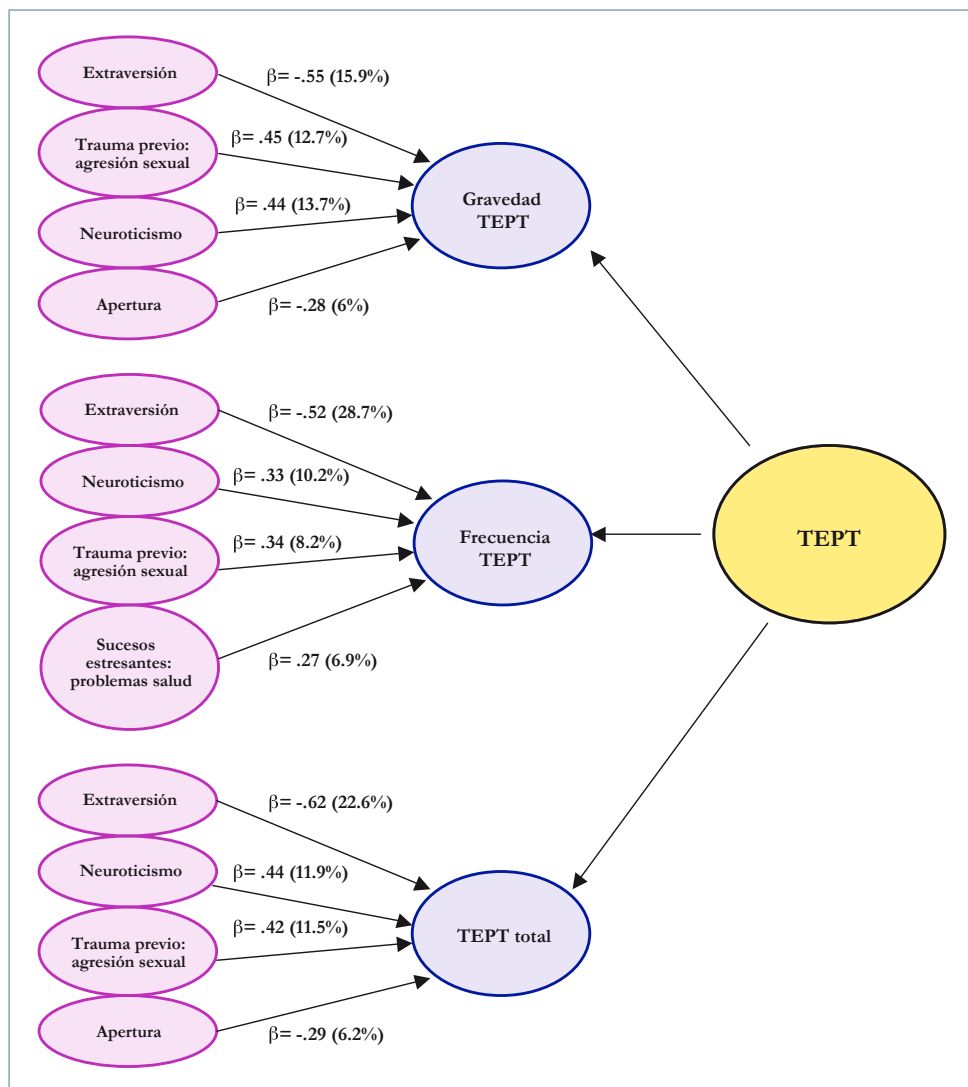 Extraversión
β= -.55 (15.9%)
Trauma previo:
agresión sexual
β= .45 (12.7%)
Neuroticismo
β= .44 (13.7%)
Apertura
β= -.28 (6%)
Gravedad
TEPT
Extraversión
β= -.52 (28.7%)
Neuroticismo
β= .33 (10.2%)
Trauma previo:
agresión sexual
β= .34 (8.2%)
Sucesos
estresantes:
problemas salud
β= .27 (6.9%)
Frecuencia
TEPT
TEPT
Extraversión
β= -.62 (22.6%)
Neuroticismo
β= .44 (11.9%)
Trauma previo:
agresión sexual
β= .42 (11.5%)
Apertura
β= -.29 (6.2%)
TEPT total